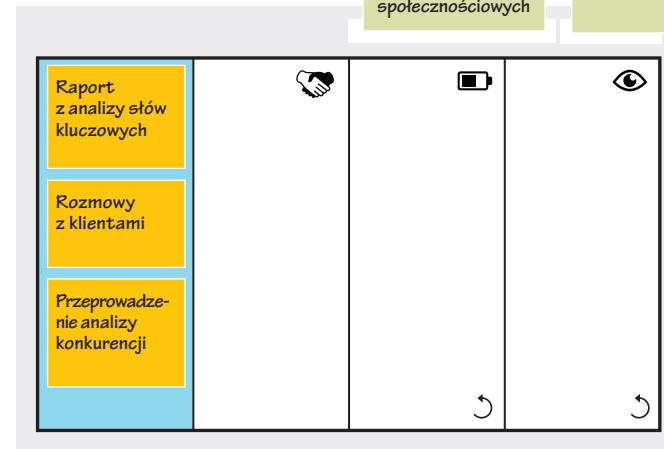 społecznościowych
Raport
z analizy słów
kluczowych
Rozmowy
z klientami
Przeprowadze-
nie analizy
konkurencji